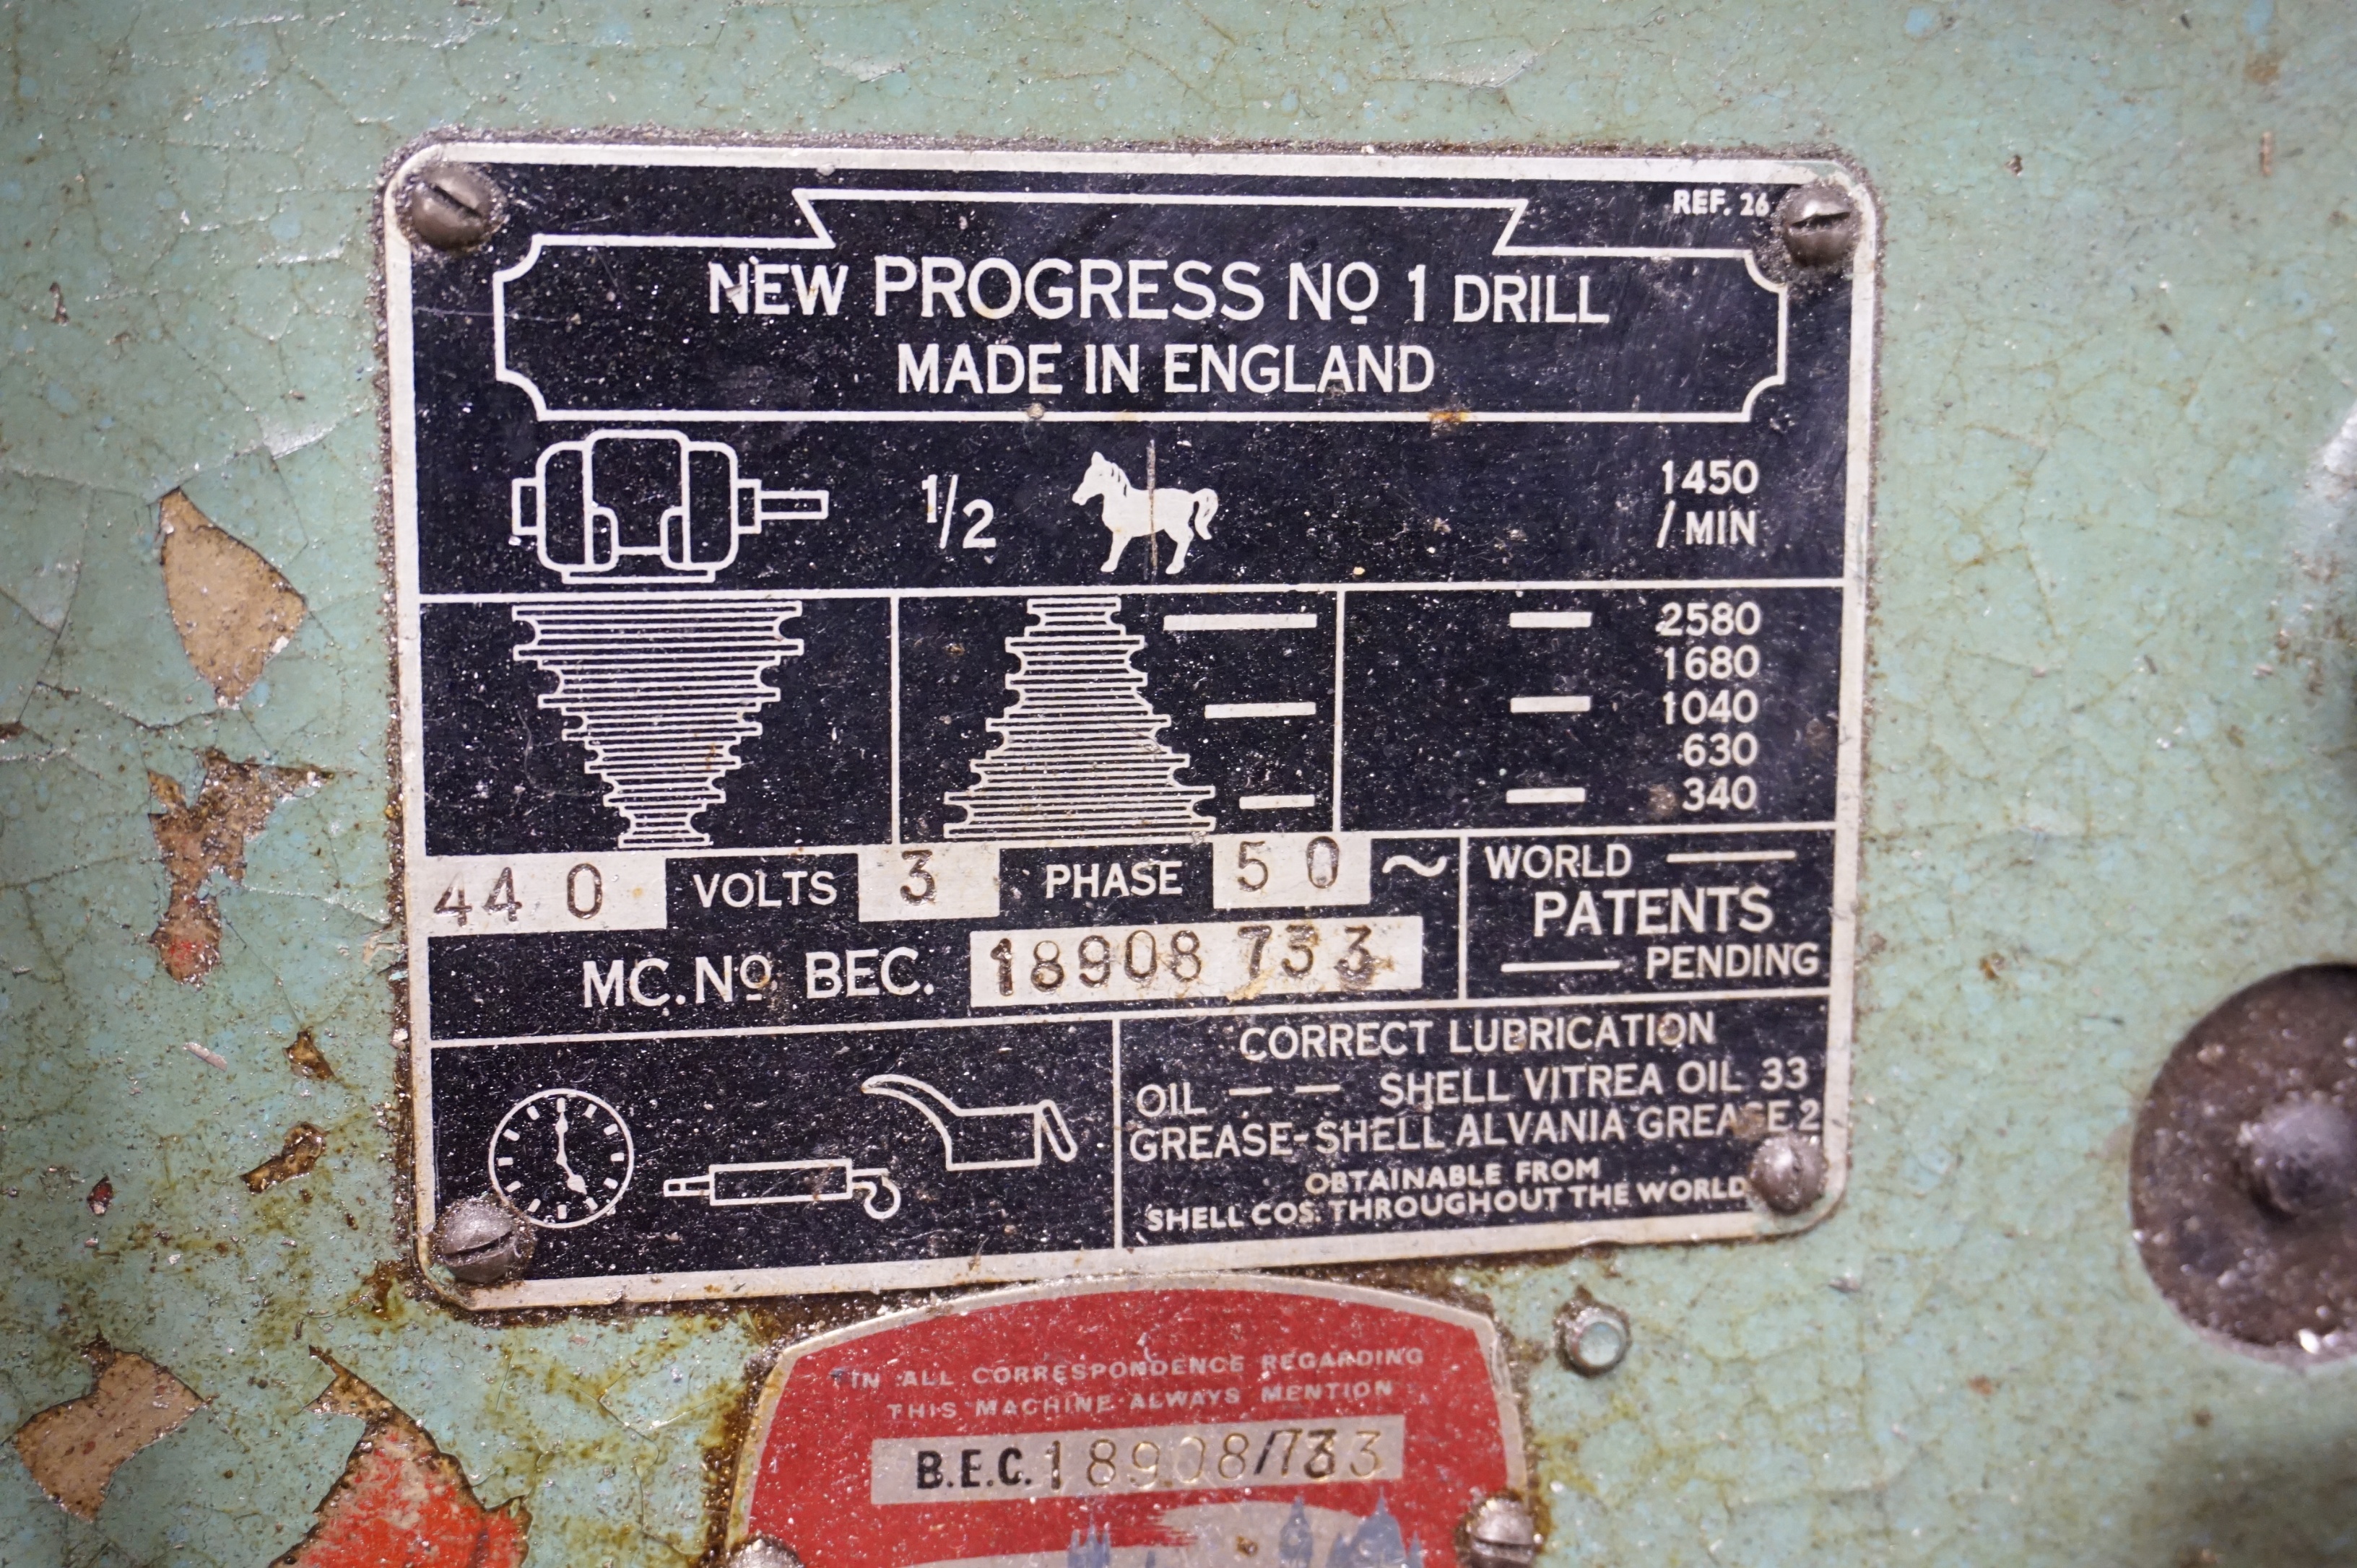 REF. 26
NEW PROGRESS No 1 DRILL
MADE IN ENGLAND
1/2
1450
/ MIN
2580
1680
1040
630
340
440 VOLTS 3 PHASE 50 ~
MC. No BEC. 18908 733
WORLD
PATENTS
PENDING
CORRECT LUBRICATION
OIL — — SHELL VITREA OIL 33
GREASE-SHELL ALVANIA GREASE 2
OBTAINABLE FROM
SHELL COS. THROUGHOUT THE WORLD
IN ALL CORRESPONDENCE REGARDING
THIS MACHINE ALWAYS MENTION
B.E.C. 18908/733